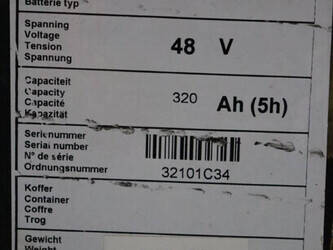 Batterie typ
Spanning
Voltage
Tension
Spannung
48 V
Capaciteit
Capacity
Capacité
Kapazität
320 Ah (5h)
Serienummer
Serial number
N° de série
Ordnungsnummer
32101C34
Koffer
Container
Coffre
Trog
Gewicht
Weight